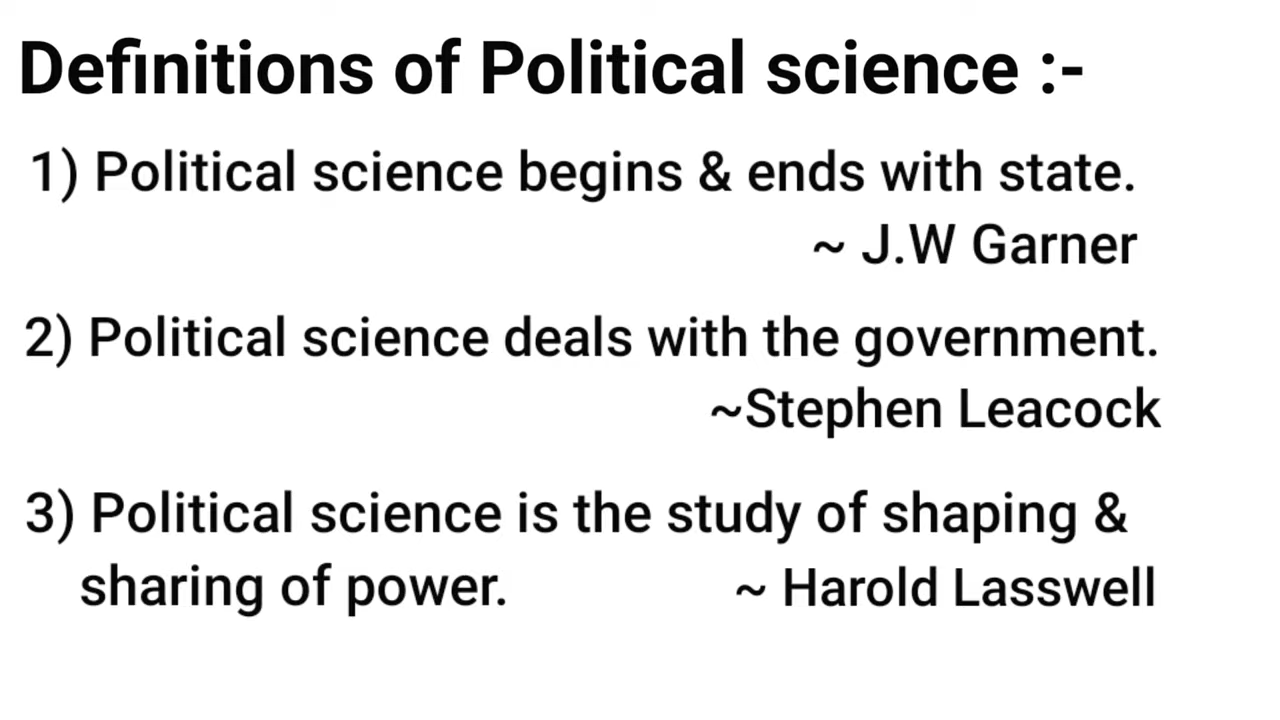 Definitions of Political science :-
1) Political science begins & ends with state.
~ J.W Garner
2) Political science deals with the government.
~Stephen Leacock
3) Political science is the study of shaping &
sharing of power. ~ Harold Lasswell